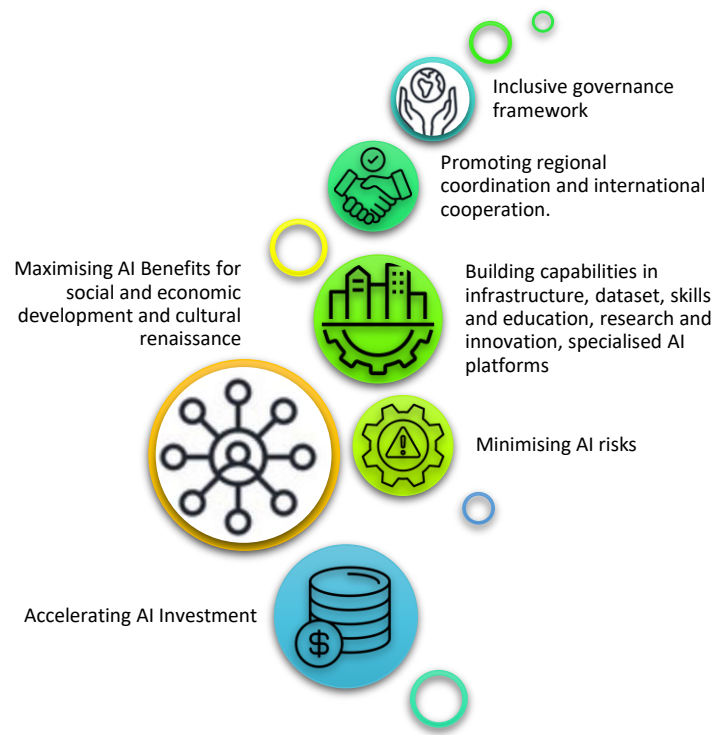 Inclusive governance
framework
Promoting regional
coordination and international
cooperation.
Maximising AI Benefits for
social and economic
development and cultural
renaissance
Building capabilities in
infrastructure, dataset, skills
and education, research and
innovation, specialised AI
platforms
Minimising AI risks
Accelerating AI Investment
$